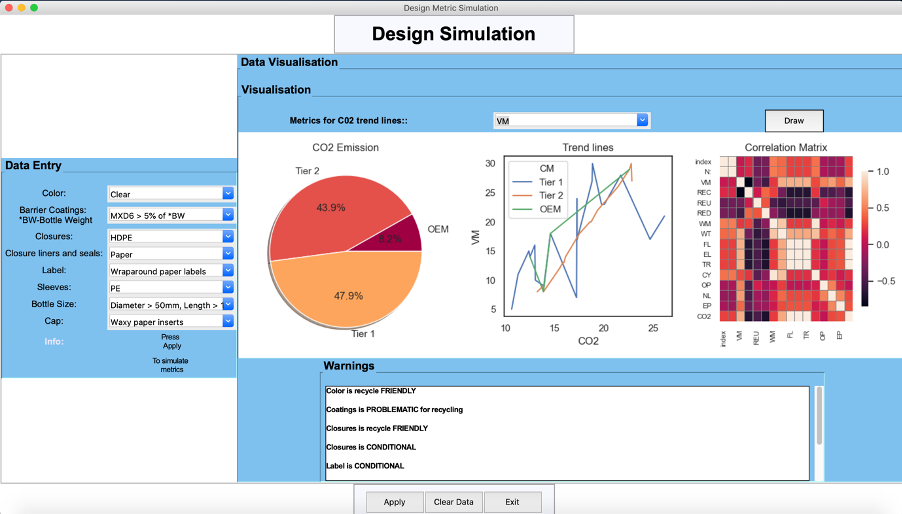 Design Metric Simulation
Design Simulation
Data Visualisation
Visualisation
Metrics for C02 trend lines::
VM
Draw
Data Entry
Color:
Clear
Barrier Coatings:
*BW-Bottle Weight
MXD6 > 5% of *BW
Closures:
HDPE
Closure liners and seals:
Paper
Label:
Wraparound paper labels
Sleeves:
PE
Bottle Size:
Diameter > 50mm, Length > 1
Cap:
Waxy paper inserts
Info:
Press
Apply
To simulate
metrics
CO2 Emission
Tier 2
43.9%
OEM
8.2%
47.9%
Tier 1
Trend lines
CM
Tier 1
Tier 2
OEM
VM
30
25
20
15
10
5
10
15
20
25
CO2
Correlation Matrix
index
N:
VM
REC
REU
RED
WM
WT
FL
EL
TR
CY
OP
NL
EP
CO2
index
VM
REU
WM
FL
TR
OP
EP
1.0
0.5
0.0
−0.5
Warnings
Color is recycle FRIENDLY
Coatings is PROBLEMATIC for recycling
Closures is recycle FRIENDLY
Closures is CONDITIONAL
Label is CONDITIONAL
Apply
Clear Data
Exit